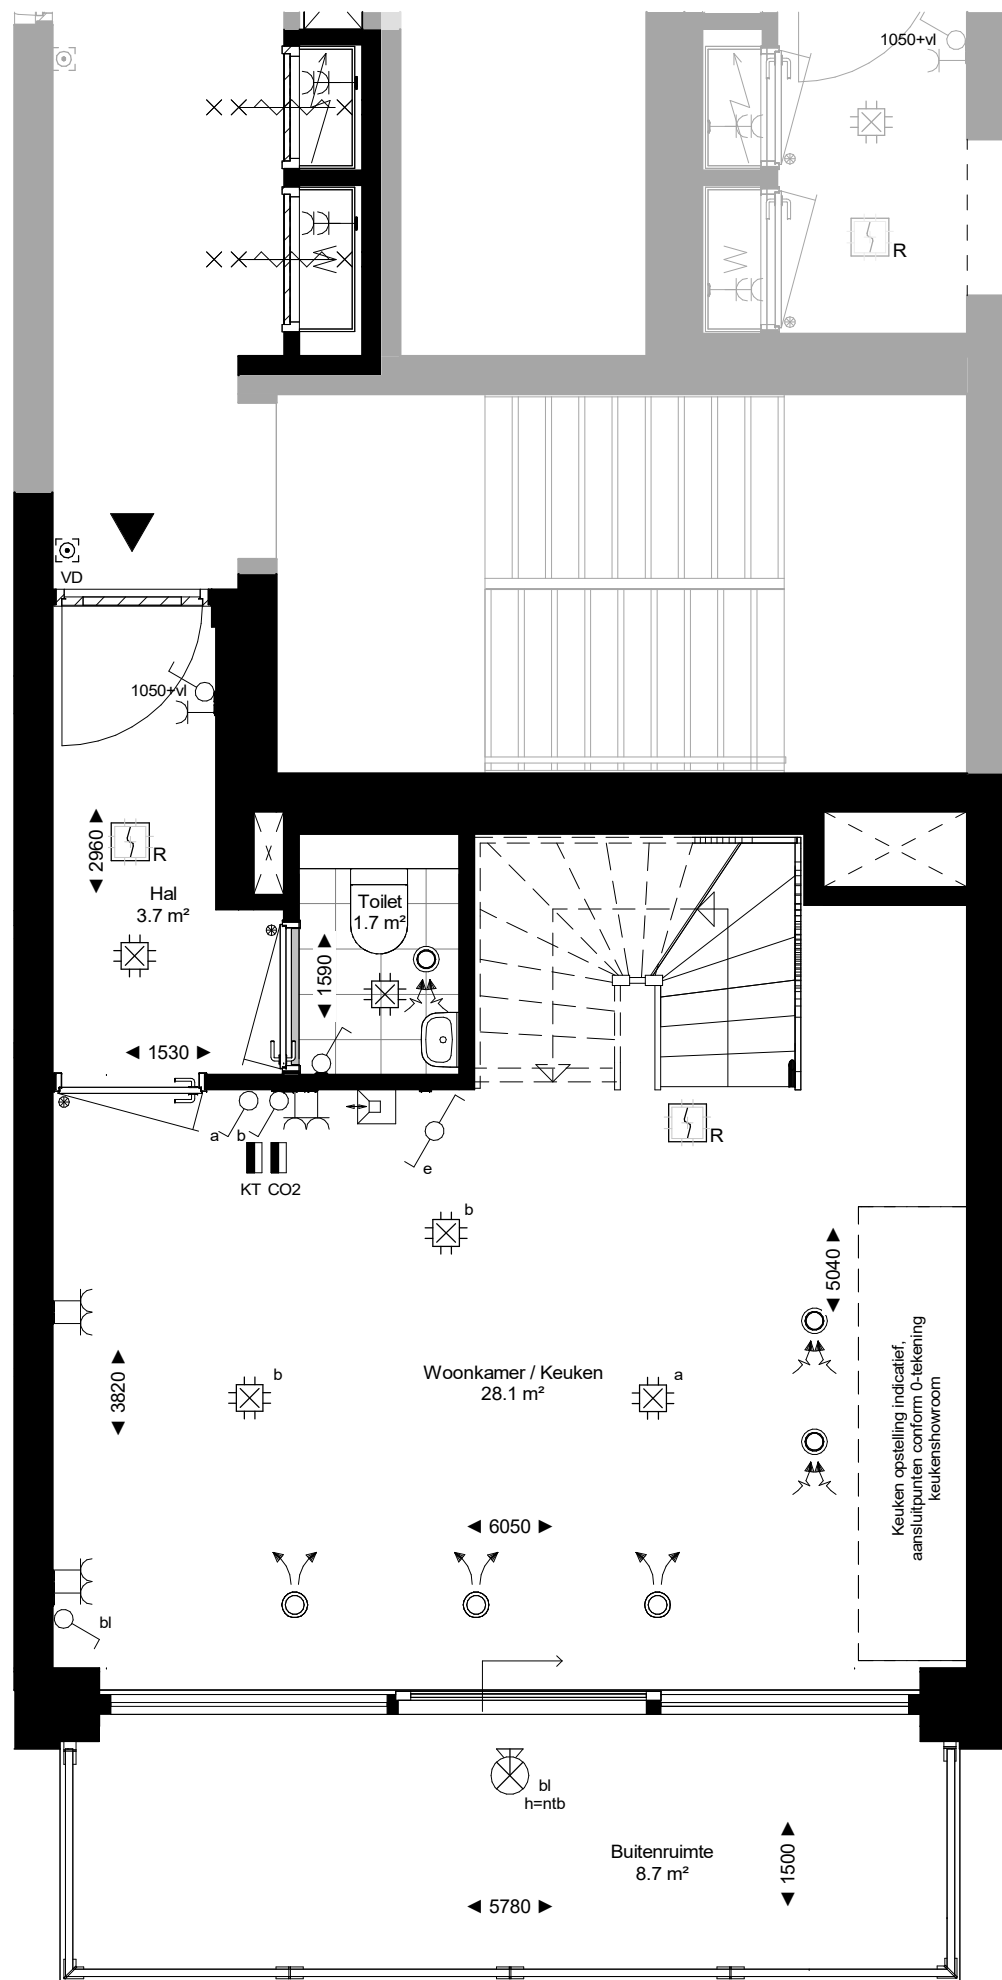 1050+vl
W
W
R
VD
1050+vl
2960
R
Hal
3.7 m²
Toilet
1.7 m²
1590
1530
a
b
KT
CO2
e
R
b
5040
Woonkamer / Keuken
28.1 m²
b
a
3820
Keuken opstelling indicatief,
aansluitpunten conform 0-tekening
keukenshowroom
6050
bl
bl
h=ntb
Buitenruimte
8.7 m²
1500
5780